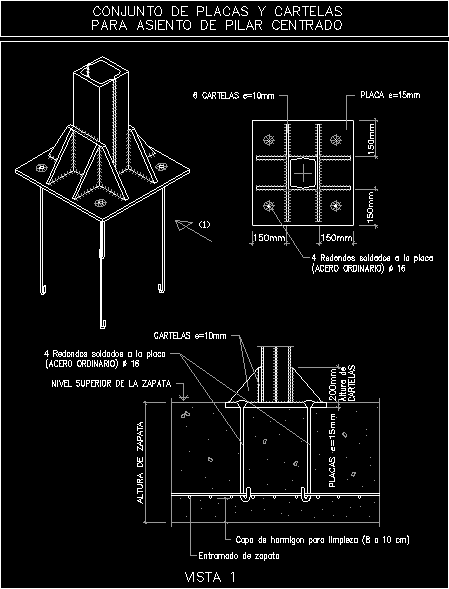 CONJUNTO DE PLACAS Y CARTELAS
PARA ASIENTO DE PILAR CENTRADO
8 CARTELAS e=10mm
PLACA e=15mm
150mm
150mm
(1)
150mm
150mm
4 Redondos soldados a la placa
(ACERO ORDINARIO) ø 16
CARTELAS e=10mm
4 Redondos soldados a la placa
(ACERO ORDINARIO) ø 16
NIVEL SUPERIOR DE LA ZAPATA
200mm
Altura de
CARTELAS
ALTURA DE ZAPATA
PLACAS e=15mm
Capa de hormigon para limpieza (8 a 10 cm)
Entramado de zapata
VISTA 1